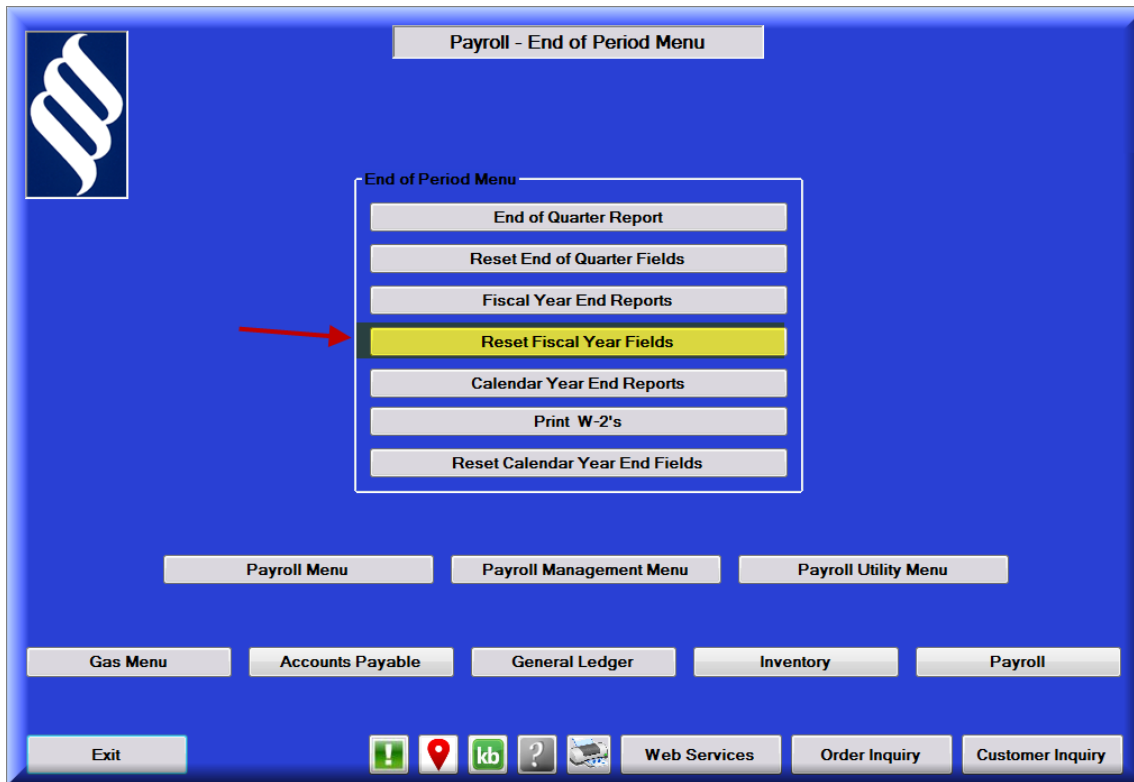 Payroll - End of Period Menu
End of Period Menu
End of Quarter Report
Reset End of Quarter Fields
Fiscal Year End Reports
Reset Fiscal Year Fields
Calendar Year End Reports
Print W-2's
Reset Calendar Year End Fields
Payroll Menu Payroll Management Menu Payroll Utility Menu
Gas Menu Accounts Payable General Ledger Inventory Payroll
Exit ! kb ? Web Services Order Inquiry Customer Inquiry